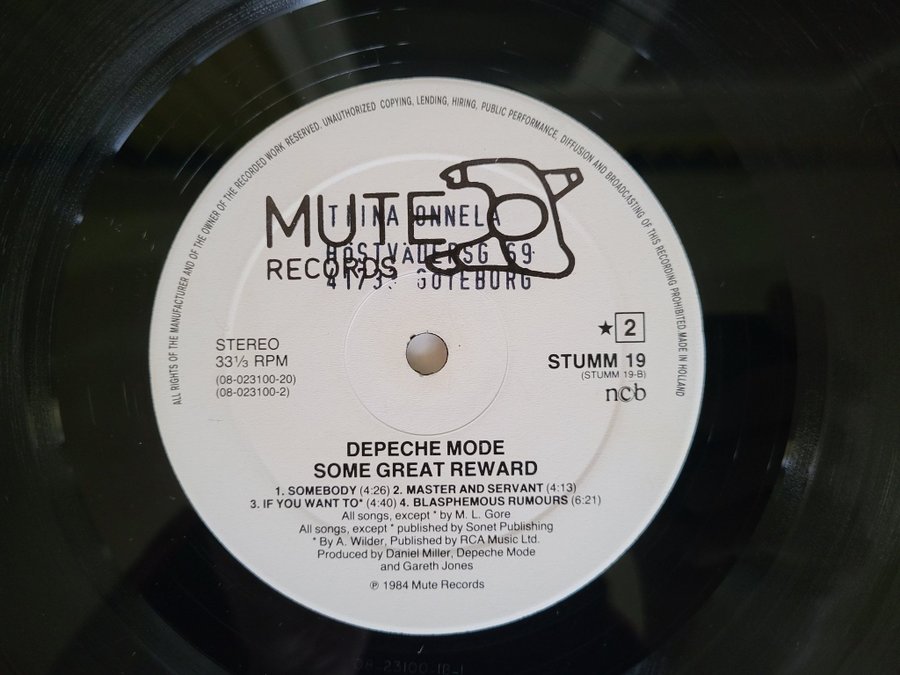 ALL RIGHTS OF THE MANUFACTURER AND OF THE OWNER OF THE RECORDED WORK RESERVED. UNAUTHORIZED COPYING, LENDING, HIRING, PUBLIC PERFORMANCE, DIFFUSION AND BROADCASTING OF THIS RECORDING PROHIBITED. MADE IN HOLLAND
MUTE
RECORDS
ONNELA
69
GÖTEBORG
STEREO
33⅓ RPM
(08-023100-20)
(08-023100-2)
★ 2
STUMM 19
(STUMM 19-B)
ncb
DEPECHE MODE
SOME GREAT REWARD
1. SOMEBODY (4:26) 2. MASTER AND SERVANT (4:13)
3. IF YOU WANT TO* (4:40) 4. BLASPHEMOUS RUMOURS (6:21)
All songs, except * by M. L. Gore
All songs, except * published by Sonet Publishing
* By A. Wilder, Published by RCA Music Ltd.
Produced by Daniel Miller, Depeche Mode
and Gareth Jones
℗ 1984 Mute Records